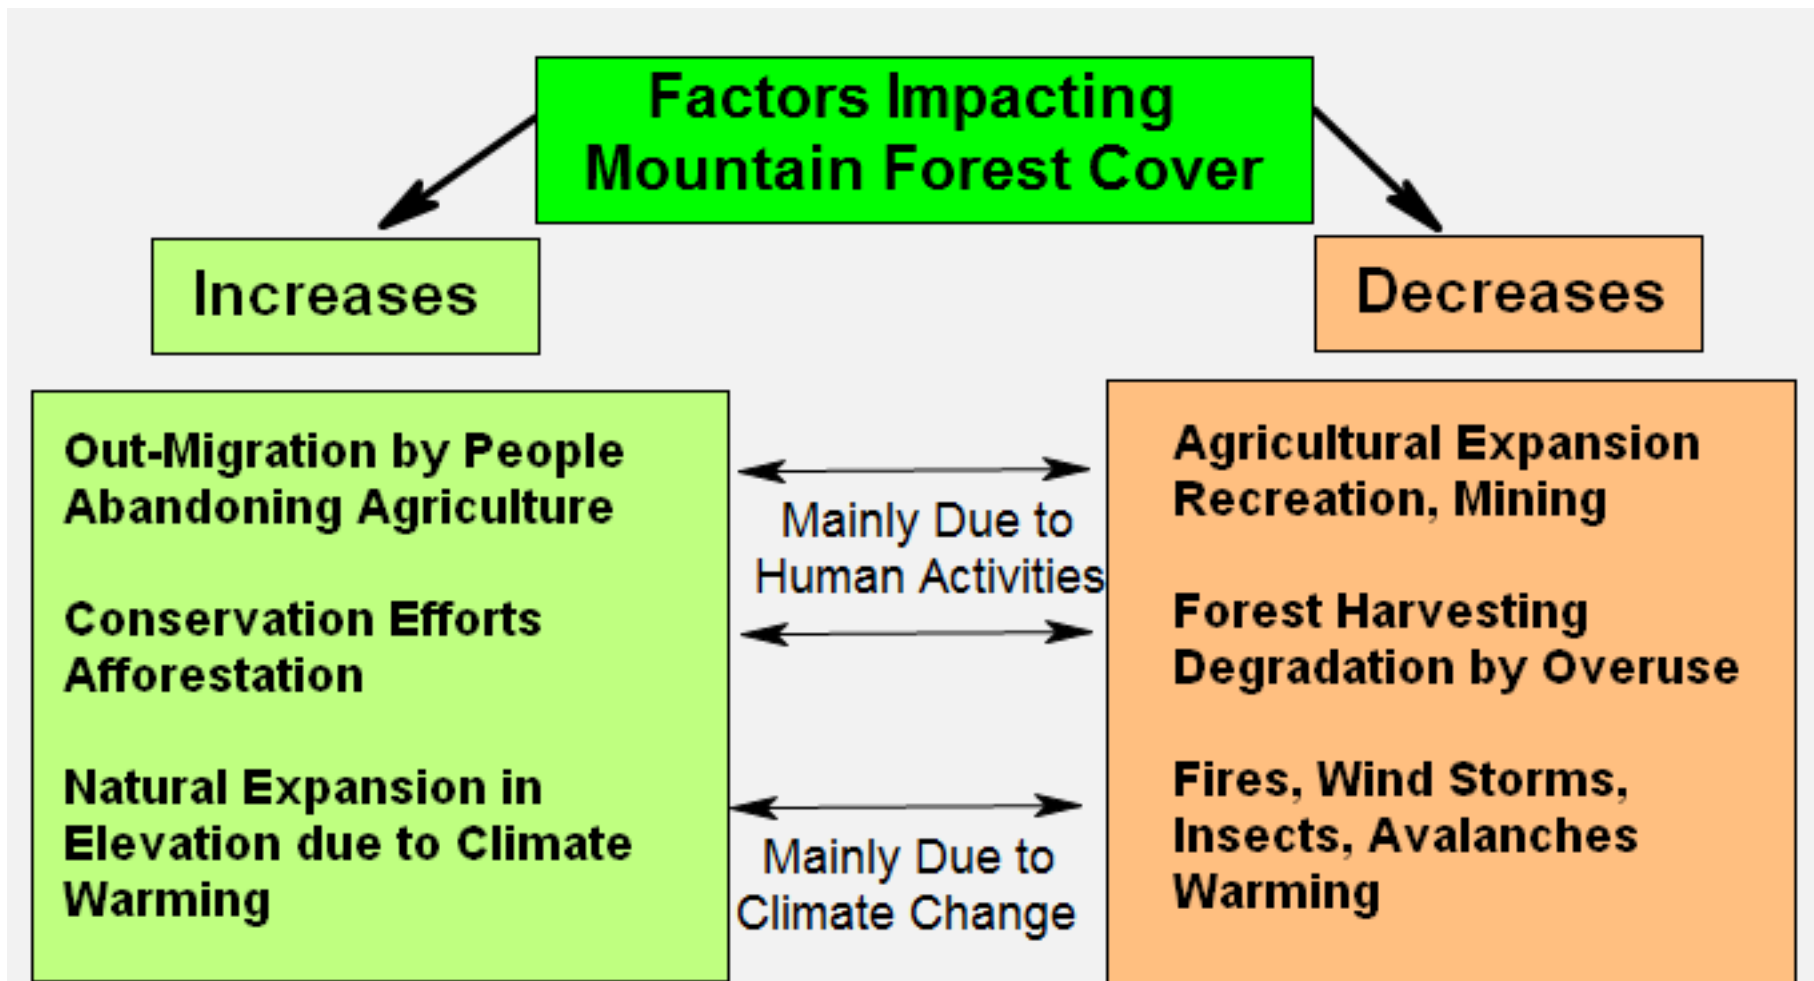 Factors Impacting
Mountain Forest Cover
Increases
Decreases
Out-Migration by People
Abandoning Agriculture
Conservation Efforts
Afforestation
Natural Expansion in
Elevation due to Climate
Warming
Mainly Due to
Human Activities
Mainly Due to
Climate Change
Agricultural Expansion
Recreation, Mining
Forest Harvesting
Degradation by Overuse
Fires, Wind Storms,
Insects, Avalanches
Warming